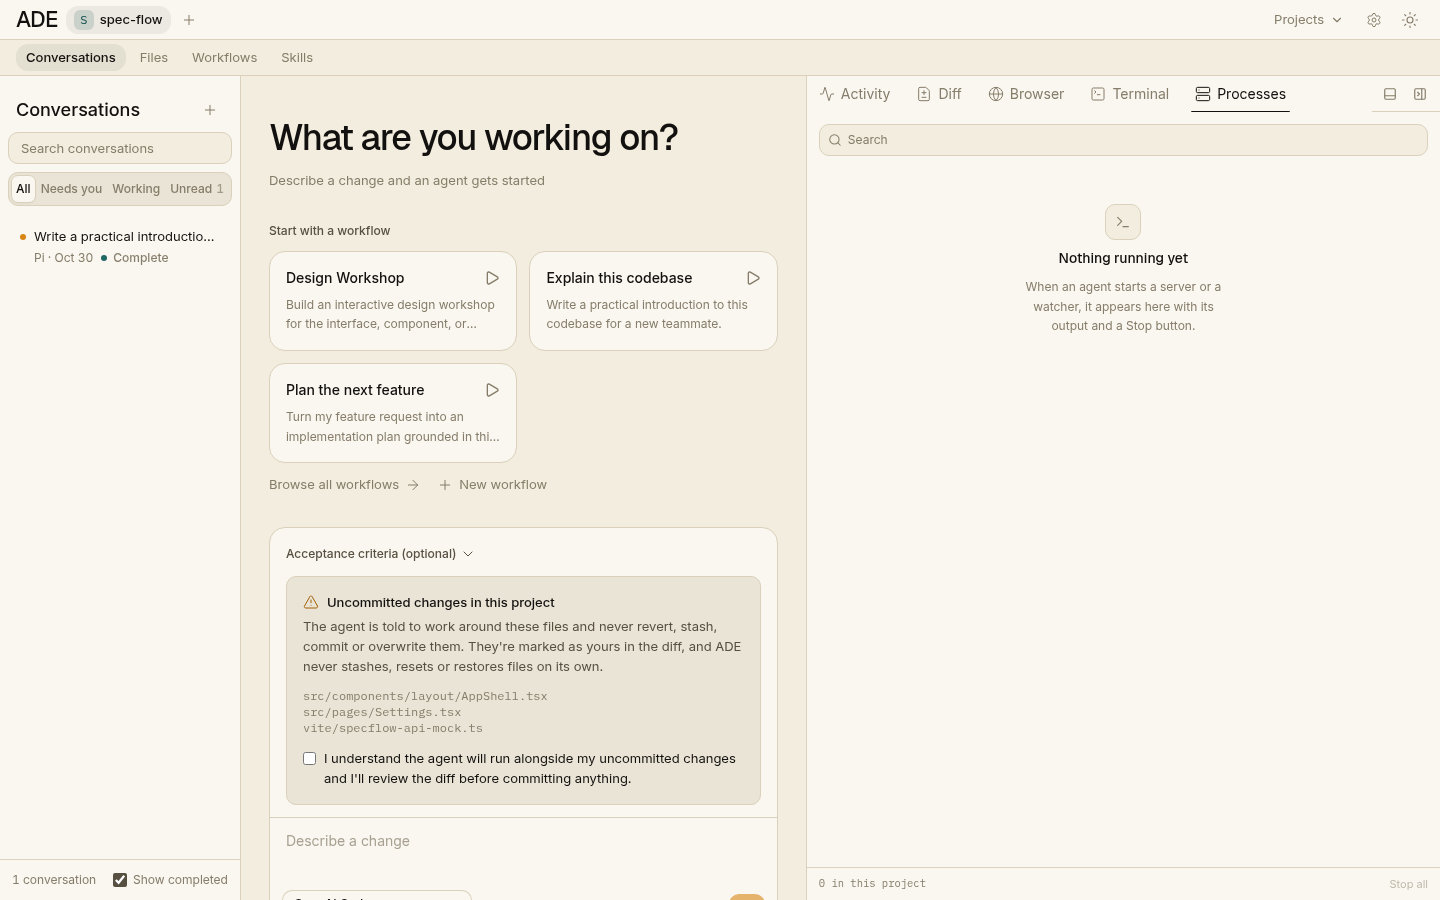 ADE
S spec-flow
Projects
Conversations Files Workflows Skills
Conversations
Search conversations
All Needs you Working Unread 1
Write a practical introductio...
Pi · Oct 30 Complete
1 conversation Show completed
What are you working on?
Describe a change and an agent gets started
Start with a workflow
Design Workshop
Build an interactive design workshop
for the interface, component, or...
Explain this codebase
Write a practical introduction to this
codebase for a new teammate.
Plan the next feature
Turn my feature request into an
implementation plan grounded in thi...
Browse all workflows
New workflow
Acceptance criteria (optional)
Uncommitted changes in this project
The agent is told to work around these files and never revert, stash,
commit or overwrite them. They're marked as yours in the diff, and ADE
never stashes, resets or restores files on its own.
src/components/layout/AppShell.tsx
src/pages/Settings.tsx
vite/specflow-api-mock.ts
I understand the agent will run alongside my uncommitted changes
and I'll review the diff before committing anything.
Describe a change
Activity Diff Browser Terminal Processes
Search
Nothing running yet
When an agent starts a server or a
watcher, it appears here with its
output and a Stop button.
0 in this project
Stop all